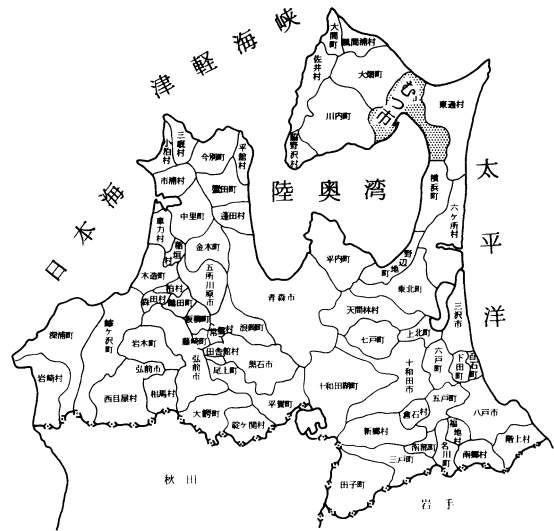 津軽海峡
大間町
風間浦村
佐井村
大畑町
むつ市
東通村
川内町
脇野沢村
三厩村
小泊村
今別町
平舘村
市浦村
蟹田町
陸奥湾
横浜町
太平洋
六ケ所村
日本海
中里町
蓬田村
車力村
稲垣村
金木町
平内町
野辺地町
木造町
五所川原市
東北町
柏村
青森市
森田村
鶴田町
天間林村
三沢市
深浦町
鰺ケ沢町
板柳町
常盤村
浪岡町
七戸町
上北町
岩木町
藤崎町
田舎館村
六戸町
下田町
百石町
岩崎村
弘前市
弘前市
尾上町
黒石市
十和田湖町
十和田市
五戸町
西目屋村
相馬村
平賀町
倉石村
八戸市
大鰐町
碇ケ関村
新郷村
福地村
階上村
南部町
名川町
南郷村
三戸町
秋田
田子町
岩手